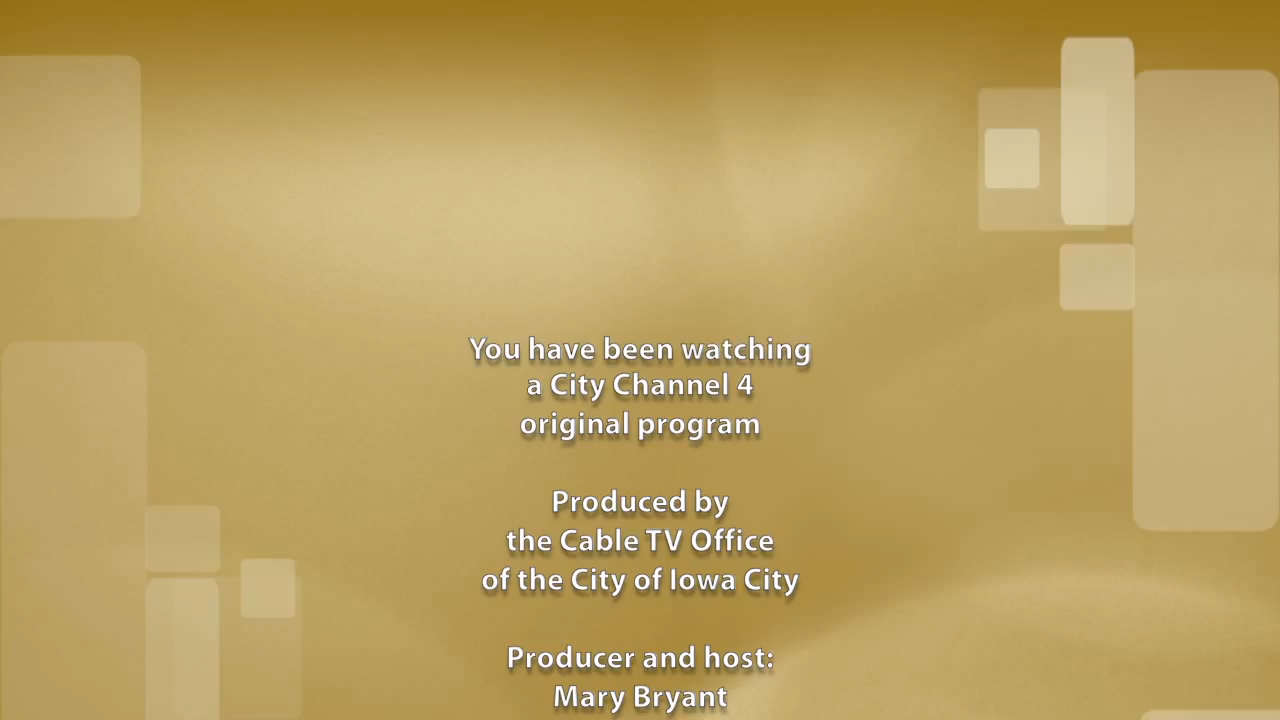 You have been watching
a City Channel 4
original program
Produced by
the Cable TV Office
of the City of Iowa City
Producer and host:
Mary Bryant